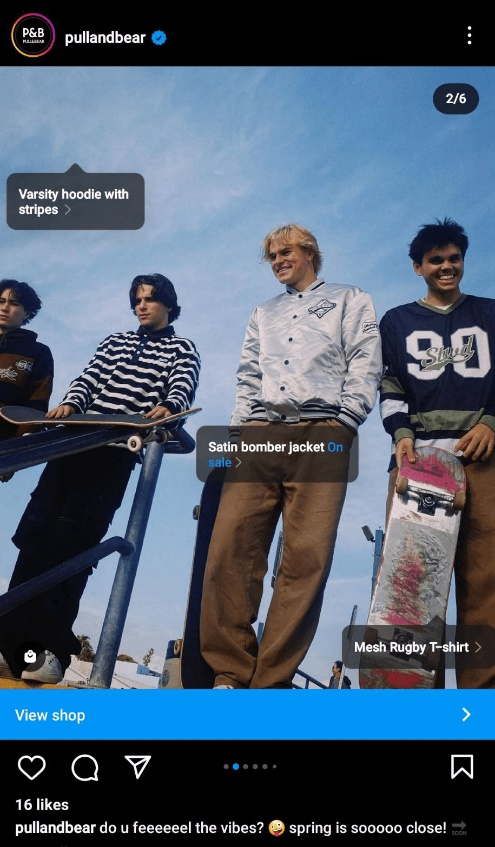 P&B
PULL&BEAR
pullandbear
2/6
Varsity hoodie with
stripes
90
Satin bomber jacket On
sale
Mesh Rugby T-shirt
View shop
16 likes
pullandbear do u feeeeeel the vibes? 🤪 spring is sooooo close! 🔜